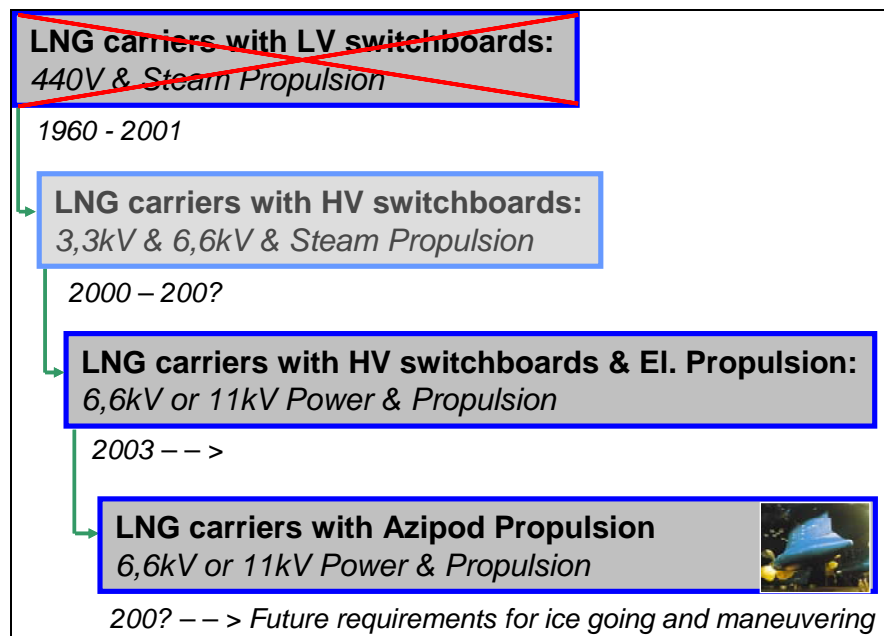 LNG carriers with LV switchboards:
440V & Steam Propulsion
1960 - 2001
LNG carriers with HV switchboards:
3,3kV & 6,6kV & Steam Propulsion
2000 – 200?
LNG carriers with HV switchboards & El. Propulsion:
6,6kV or 11kV Power & Propulsion
2003 – – >
LNG carriers with Azipod Propulsion
6,6kV or 11kV Power & Propulsion
200? – – > Future requirements for ice going and maneuvering